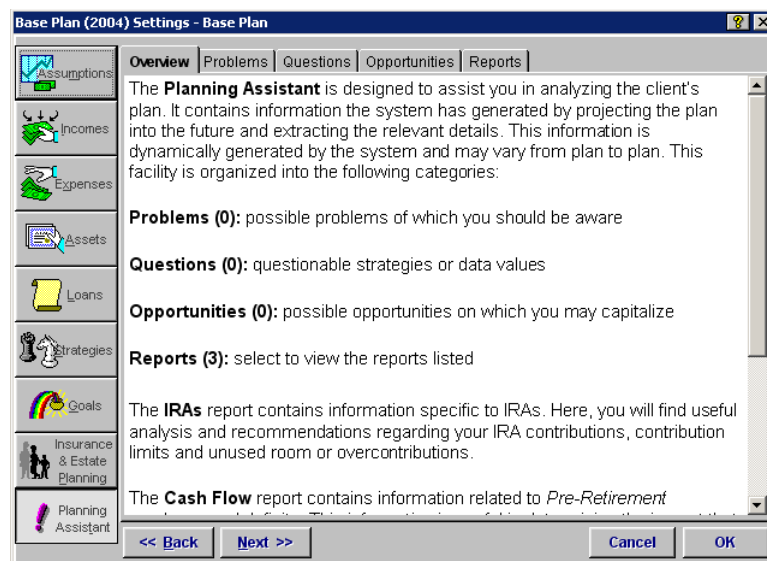 Base Plan (2004) Settings - Base Plan
Assumptions
Incomes
Expenses
Assets
Loans
Strategies
Goals
Insurance
& Estate
Planning
Planning
Assistant
Overview Problems Questions Opportunities Reports
The Planning Assistant is designed to assist you in analyzing the client's
plan. It contains information the system has generated by projecting the plan
into the future and extracting the relevant details. This information is
dynamically generated by the system and may vary from plan to plan. This
facility is organized into the following categories:
Problems (0): possible problems of which you should be aware
Questions (0): questionable strategies or data values
Opportunities (0): possible opportunities on which you may capitalize
Reports (3): select to view the reports listed
The IRAs report contains information specific to IRAs. Here, you will find useful
analysis and recommendations regarding your IRA contributions, contribution
limits and unused room or overcontributions.
The Cash Flow report contains information related to Pre-Retirement
<< Back Next >> Cancel OK